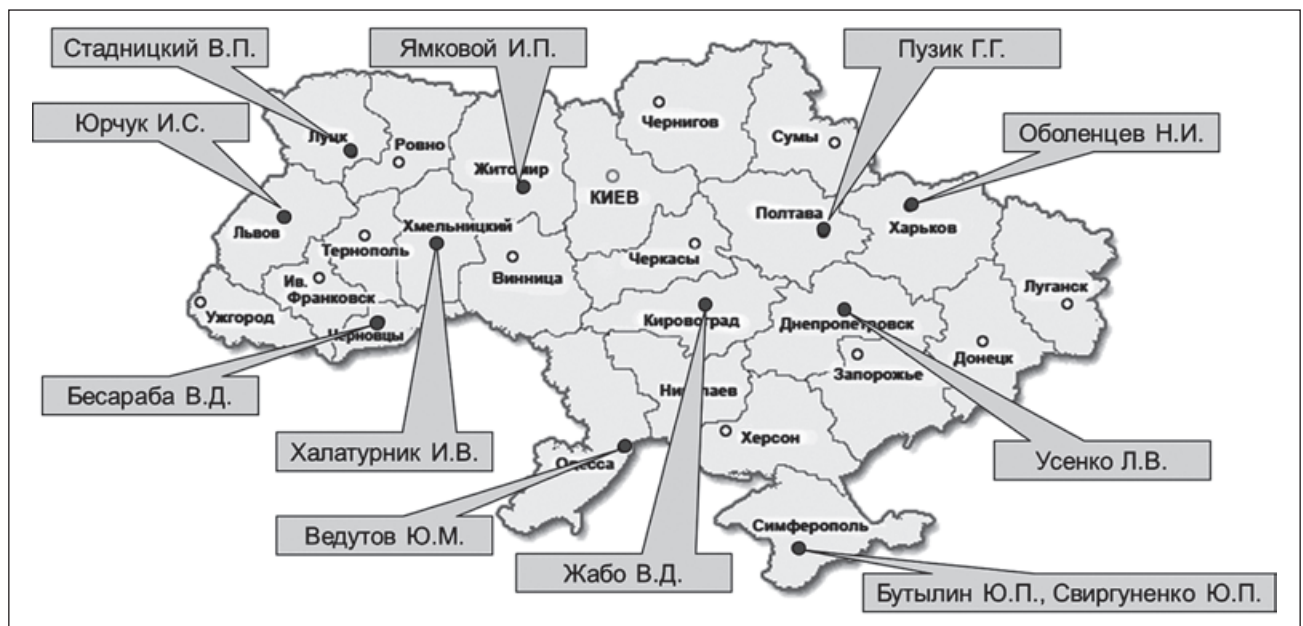 Стадницкий В.П.
Ямковой И.П.
Пузик Г.Г.
Юрчук И.С.
Оболенцев Н.И.
Луцк
Ровно
Чернигов
Сумы
Житомир
КИЕВ
Львов
Хмельницкий
Полтава
Харьков
Тернополь
Черкасы
Винница
Ив.
Франковск
Луганск
Ужгород
Черновцы
Кировоград
Днепропетровск
Донецк
Запорожье
Бесараба В.Д.
Николаев
Херсон
Халатурник И.В.
Одесса
Усенко Л.В.
Ведутов Ю.М.
Симферополь
Жабо В.Д.
Бутылин Ю.П., Свиргуненко Ю.П.